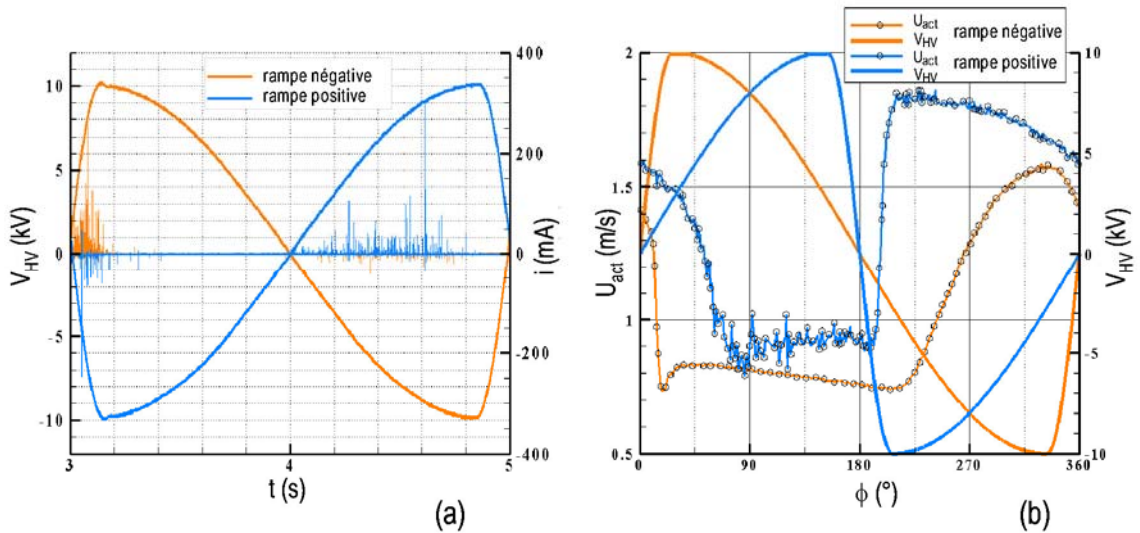 rampe négative
rampe positive
10
5
0
-5
-10
400
200
0
-200
-400
3
4
5
V_HV (kV)
i (mA)
t (s)
(a)
U_act
V_HV
rampe négative
U_act
V_HV
rampe positive
2
1.5
1
0.5
10
5
0
-5
-10
0
90
180
270
360
U_act (m/s)
V_HV (kV)
ϕ (°)
(b)